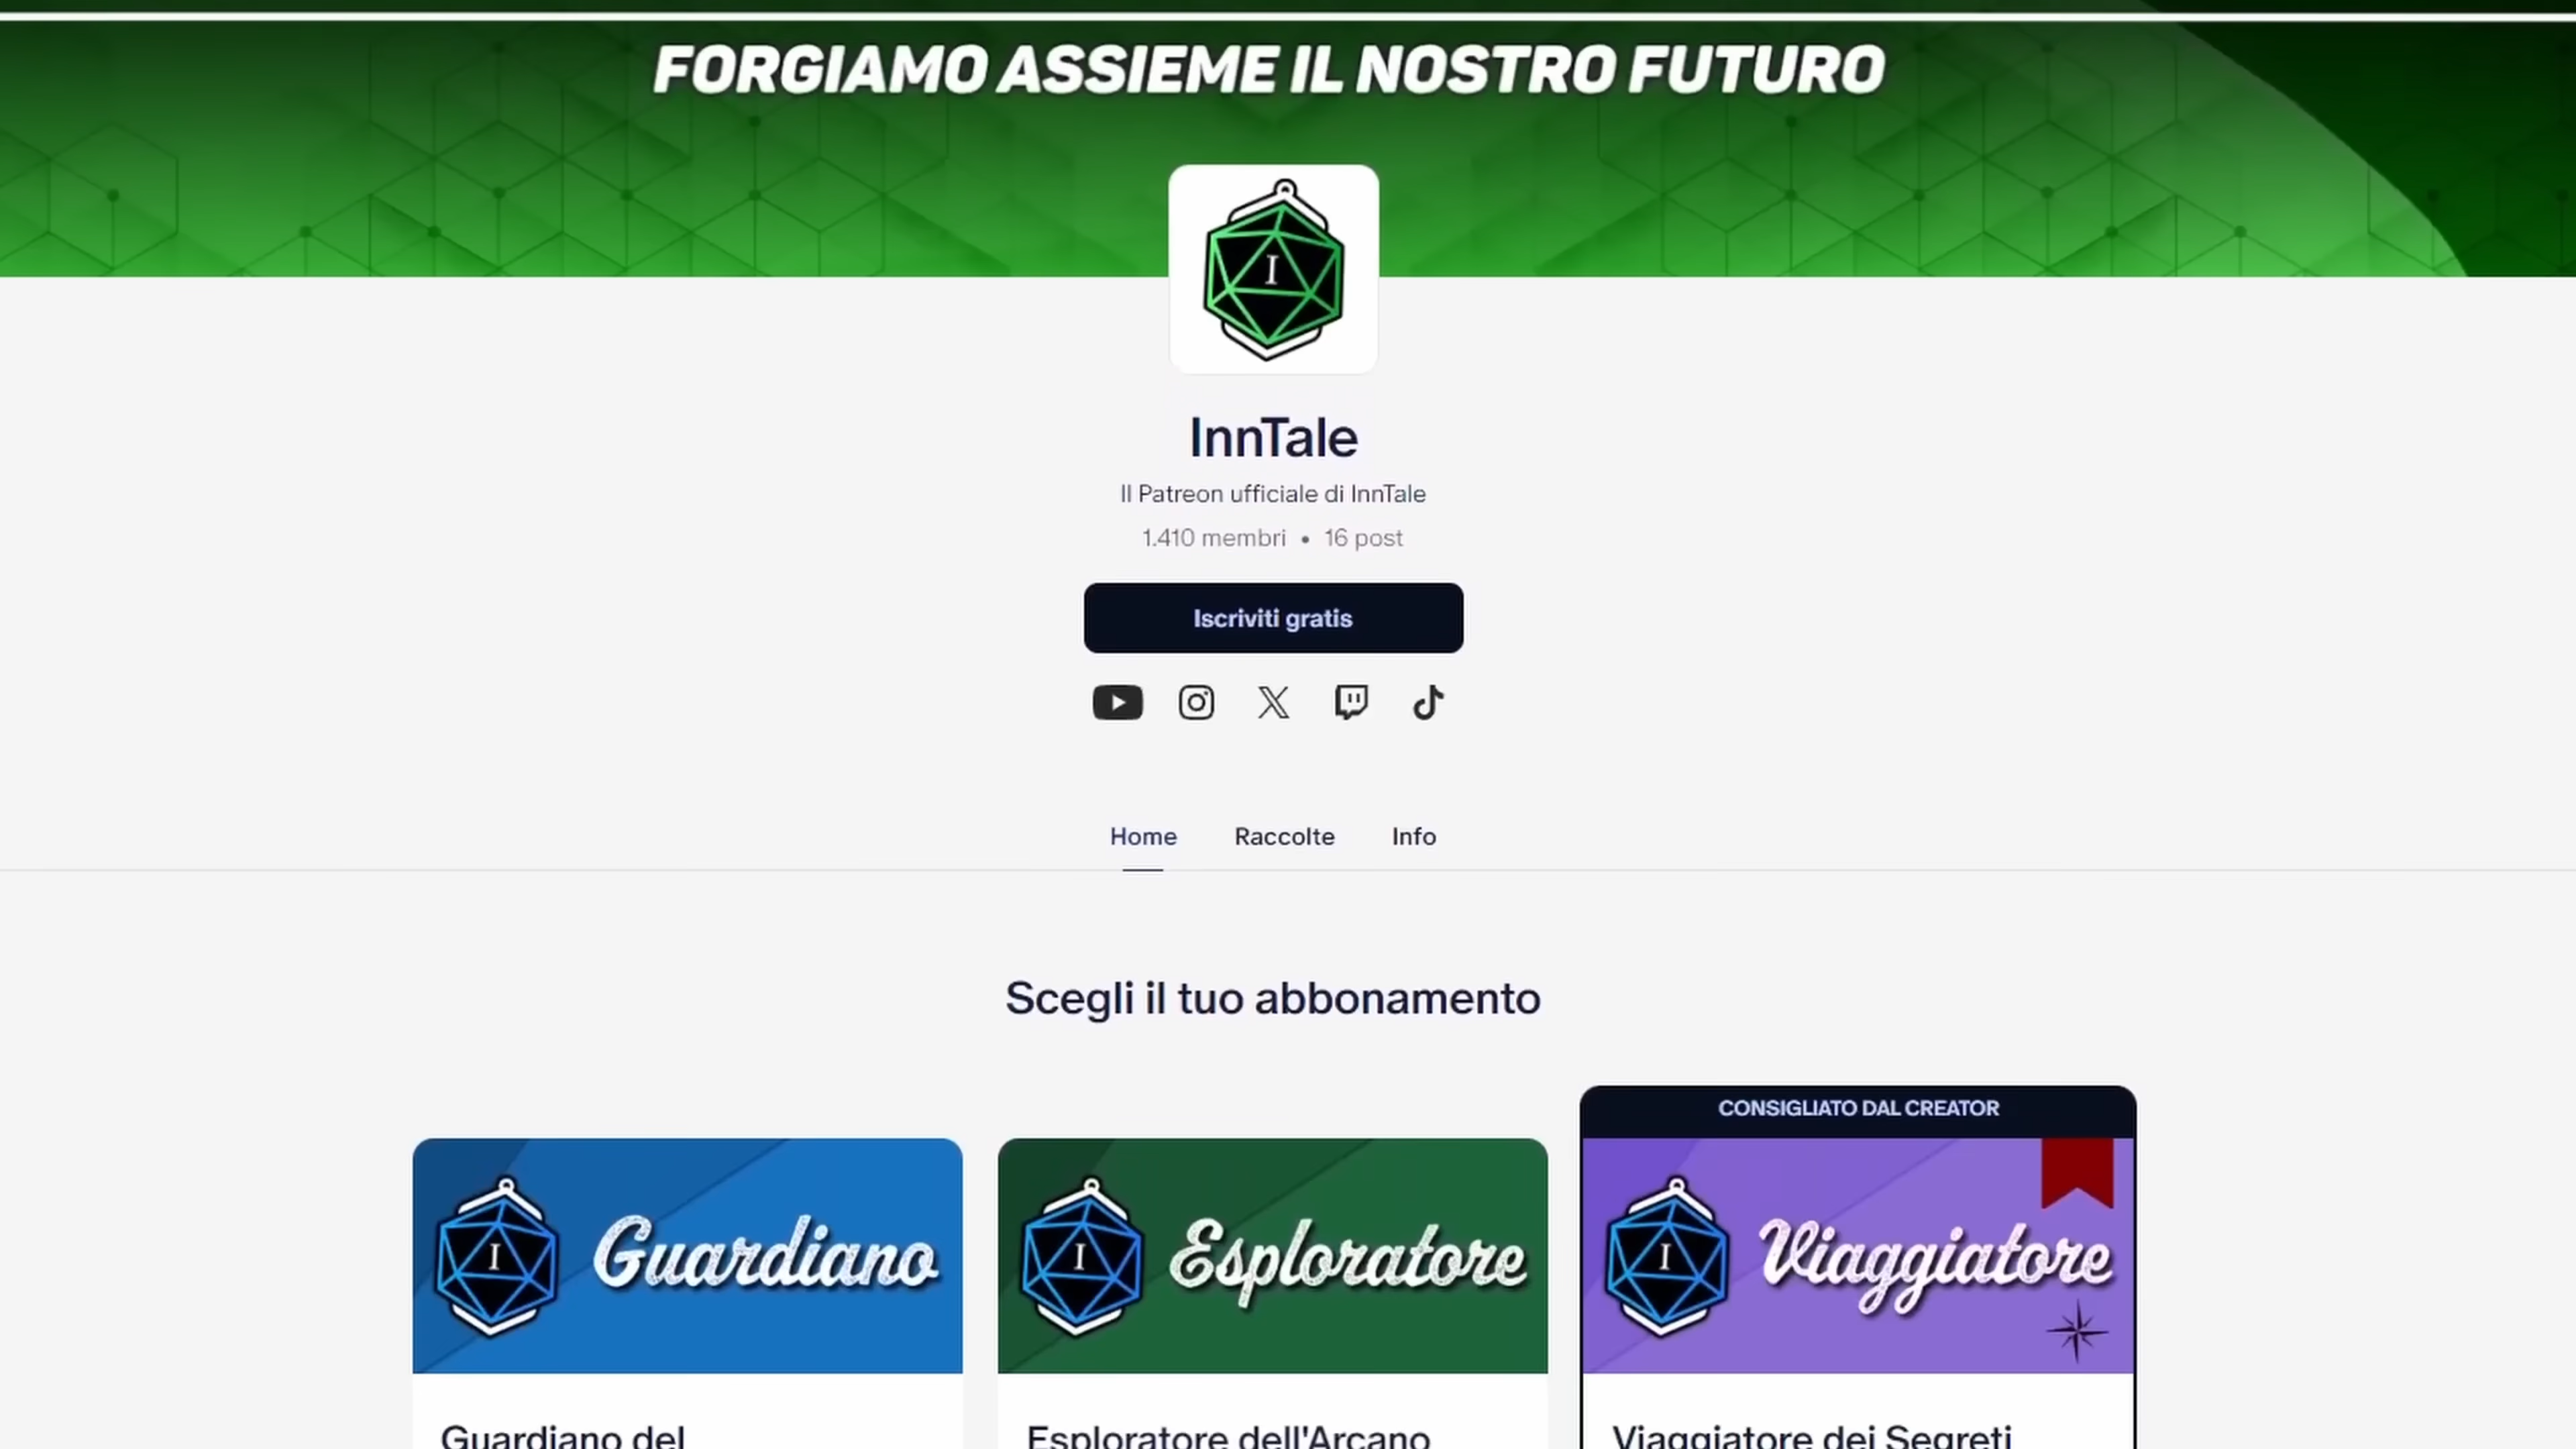 FORGIAMO ASSIEME IL NOSTRO FUTURO
I
InnTale
Il Patreon ufficiale di InnTale
1.410 membri • 16 post
Iscriviti gratis
Home Raccolte Info
Scegli il tuo abbonamento
CONSIGLIATO DAL CREATOR
I Guardiano
I Esploratore
I Viaggiatore
Guardiano del
Esploratore dell'Arcano
Viaggiatore dei Segreti